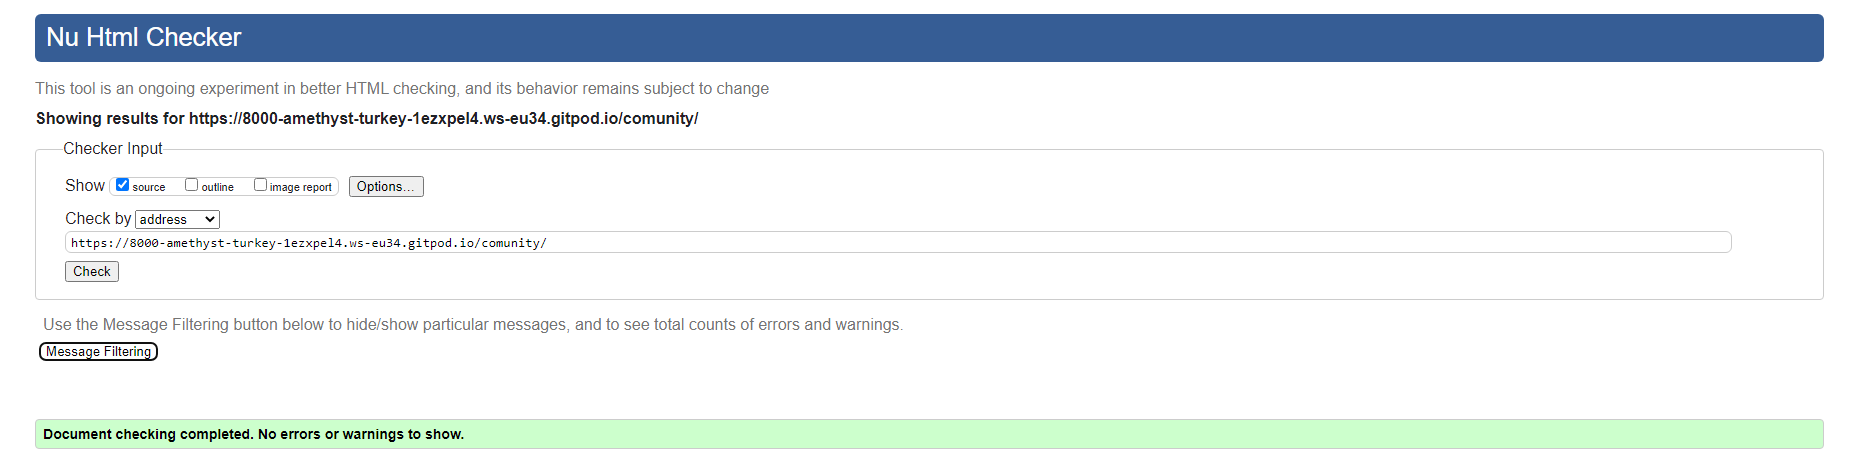 Nu Html Checker
This tool is an ongoing experiment in better HTML checking, and its behavior remains subject to change
Showing results for https://8000-amethyst-turkey-1ezxpel4.ws-eu34.gitpod.io/comunity/
Checker Input
Show source outline image report Options...
Check by address
https://8000-amethyst-turkey-1ezxpel4.ws-eu34.gitpod.io/comunity/
Check
Use the Message Filtering button below to hide/show particular messages, and to see total counts of errors and warnings.
Message Filtering
Document checking completed. No errors or warnings to show.